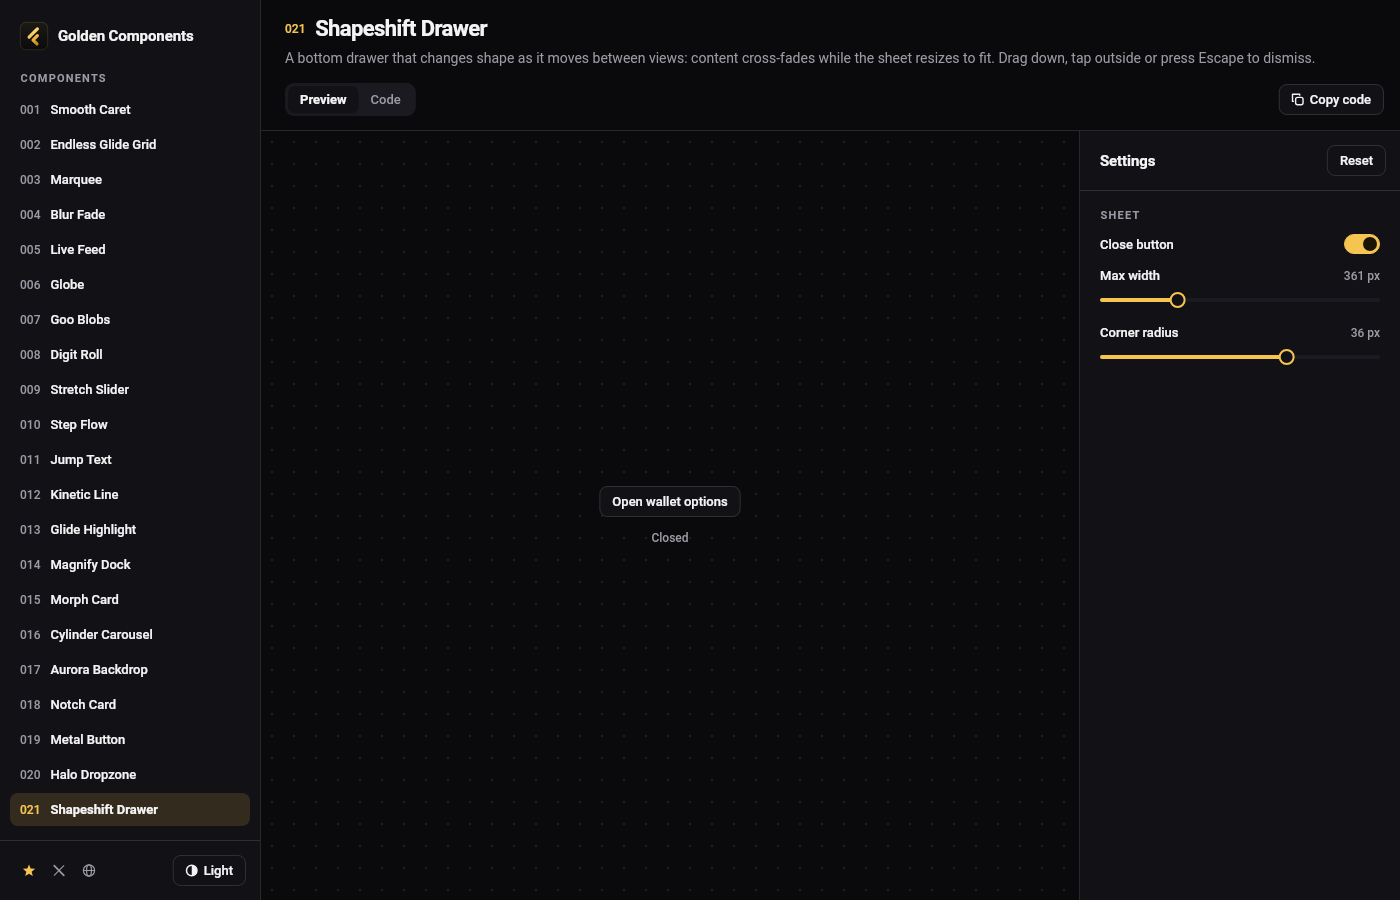 Golden Components
COMPONENTS
001 Smooth Caret
002 Endless Glide Grid
003 Marquee
004 Blur Fade
005 Live Feed
006 Globe
007 Goo Blobs
008 Digit Roll
009 Stretch Slider
010 Step Flow
011 Jump Text
012 Kinetic Line
013 Glide Highlight
014 Magnify Dock
015 Morph Card
016 Cylinder Carousel
017 Aurora Backdrop
018 Notch Card
019 Metal Button
020 Halo Dropzone
021 Shapeshift Drawer
Light
021 Shapeshift Drawer
A bottom drawer that changes shape as it moves between views: content cross-fades while the sheet resizes to fit. Drag down, tap outside or press Escape to dismiss.
Preview Code
Copy code
Open wallet options
Closed
Settings
Reset
SHEET
Close button
Max width 361 px
Corner radius 36 px